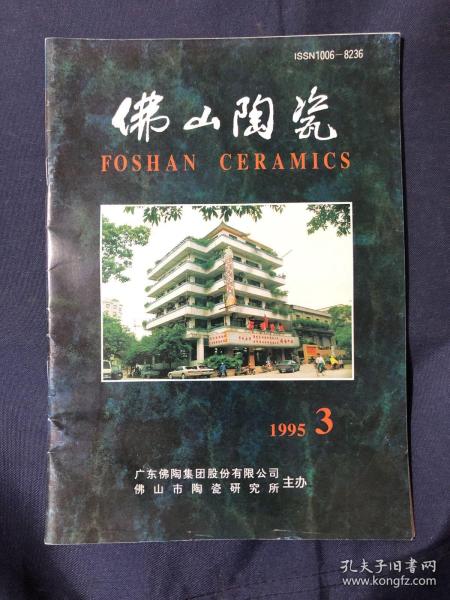 ISSN1006-8236
佛山陶瓷
FOSHAN CERAMICS
1995 3
广东佛陶集团股份有限公司
佛山市陶瓷研究所
主办
孔夫子旧书网
www.kongfz.com